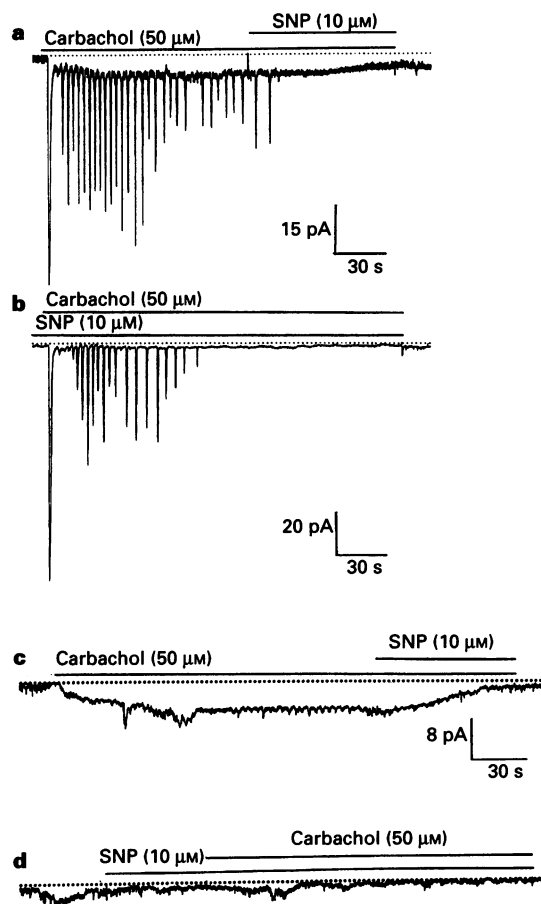 a
SNP (10 μM)
Carbachol (50 μM)
15 pA
30 s
b
Carbachol (50 μM)
SNP (10 μM)
20 pA
30 s
c
SNP (10 μM)
Carbachol (50 μM)
8 pA
30 s
d
Carbachol (50 μM)
SNP (10 μM)